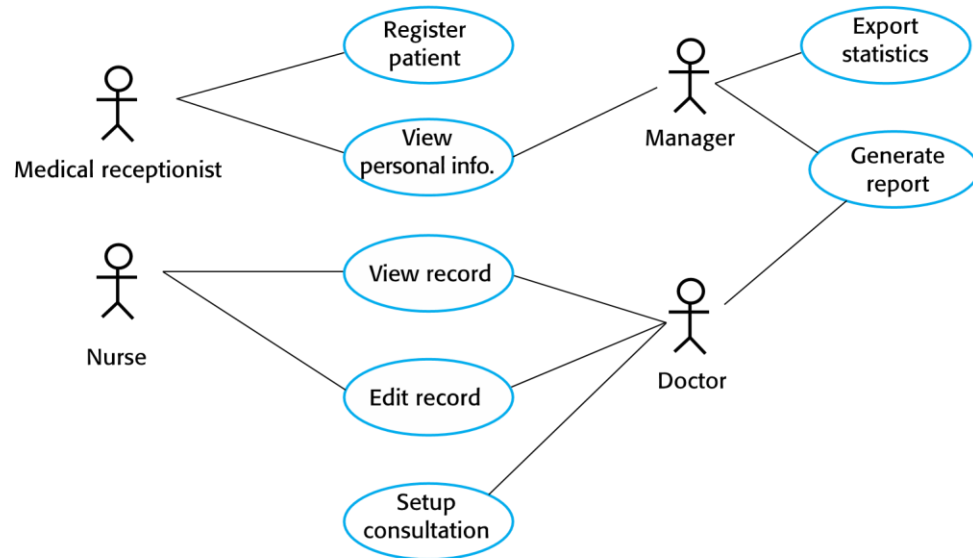 Register
patient
Export
statistics
Medical receptionist
View
personal info.
Manager
Generate
report
Nurse
View record
Doctor
Edit record
Setup
consultation